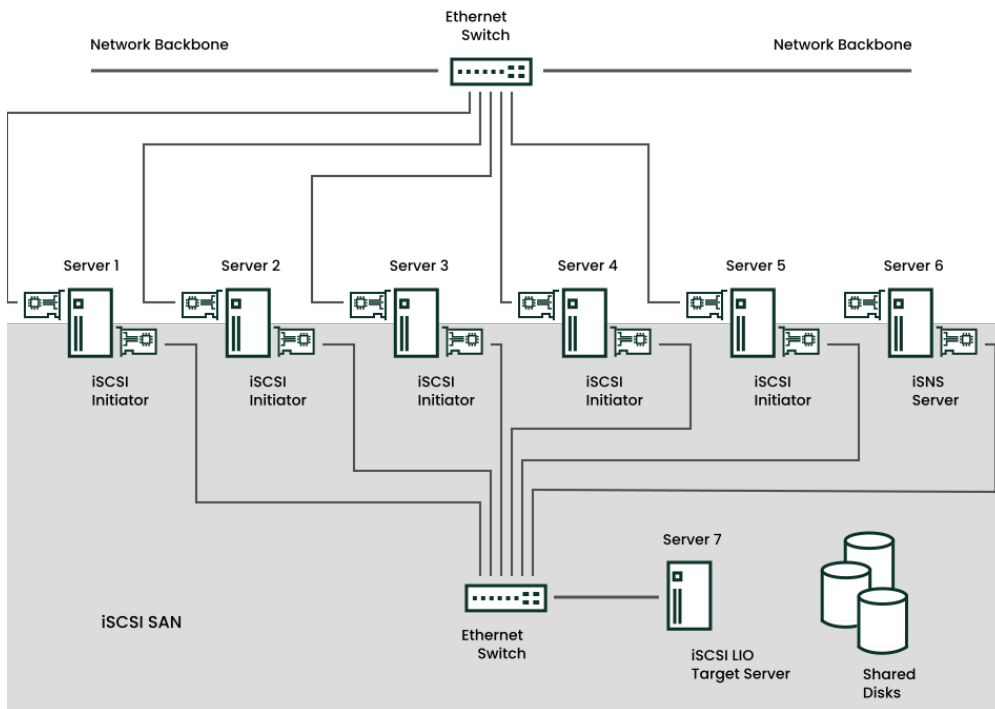 Ethernet
Switch
Network Backbone
Network Backbone
Server 1
Server 2
Server 3
Server 4
Server 5
Server 6
iSCSI
Initiator
iSCSI
Initiator
iSCSI
Initiator
iSCSI
Initiator
iSCSI
Initiator
iSNS
Server
Server 7
iSCSI SAN
Ethernet
Switch
iSCSI LIO
Target Server
Shared
Disks